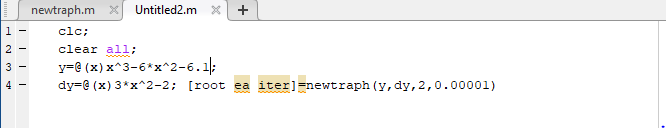 newtraph.m Untitled2.m
1 - clc;
2 - clear all;
3 - y=@(x)x^3-6*x^2-6.1;
4 - dy=@(x)3*x^2-2; [root ea iter]=newtraph(y,dy,2,0.00001)